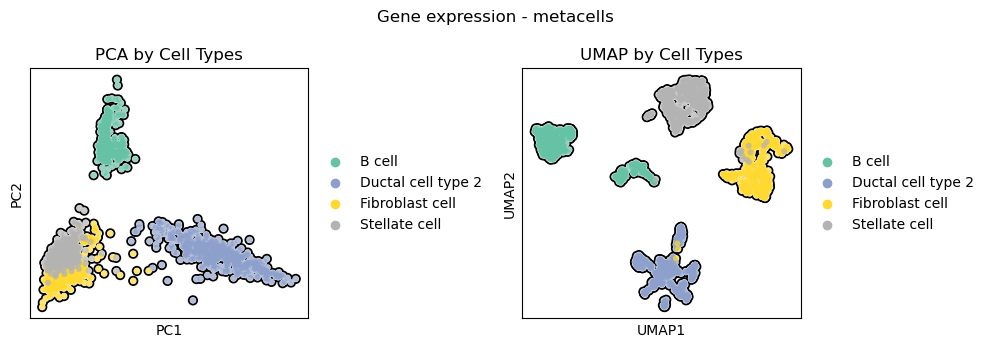 Gene expression - metacells
PCA by Cell Types
PC2
PC1
B cell
Ductal cell type 2
Fibroblast cell
Stellate cell
UMAP by Cell Types
UMAP2
UMAP1
B cell
Ductal cell type 2
Fibroblast cell
Stellate cell